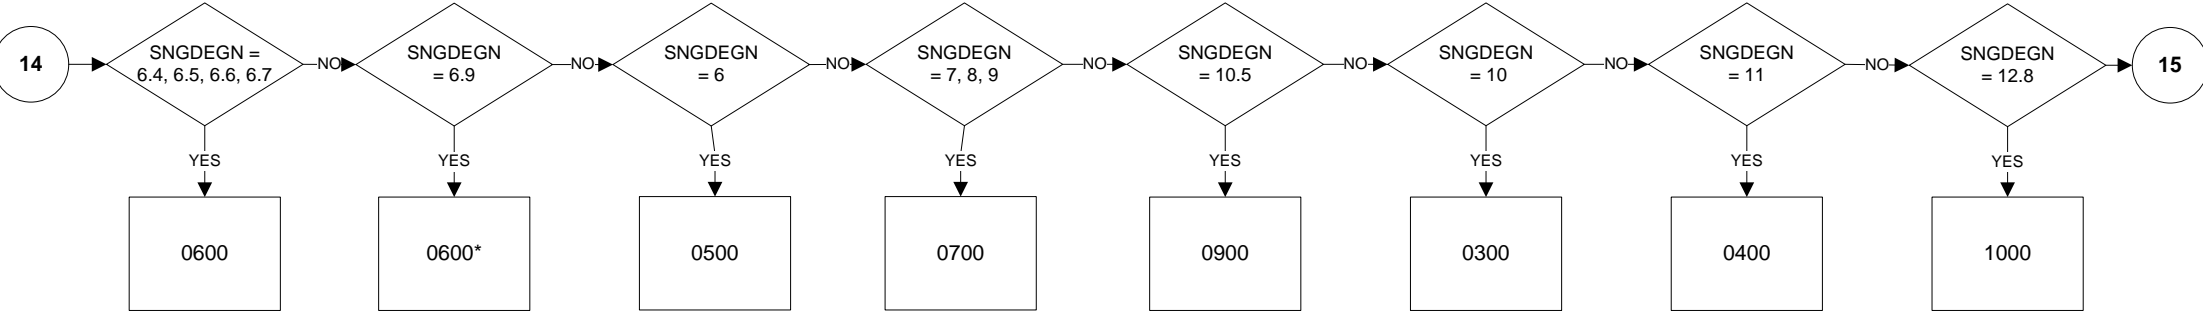 14
SNGDEGN =
6.4, 6.5, 6.6, 6.7
NO
SNGDEGN
= 6.9
NO
SNGDEGN
= 6
NO
SNGDEGN
= 7, 8, 9
NO
SNGDEGN
= 10.5
NO
SNGDEGN
= 10
NO
SNGDEGN
= 11
NO
SNGDEGN
= 12.8
15
YES
YES
YES
YES
YES
YES
YES
YES
0600
0600*
0500
0700
0900
0300
0400
1000